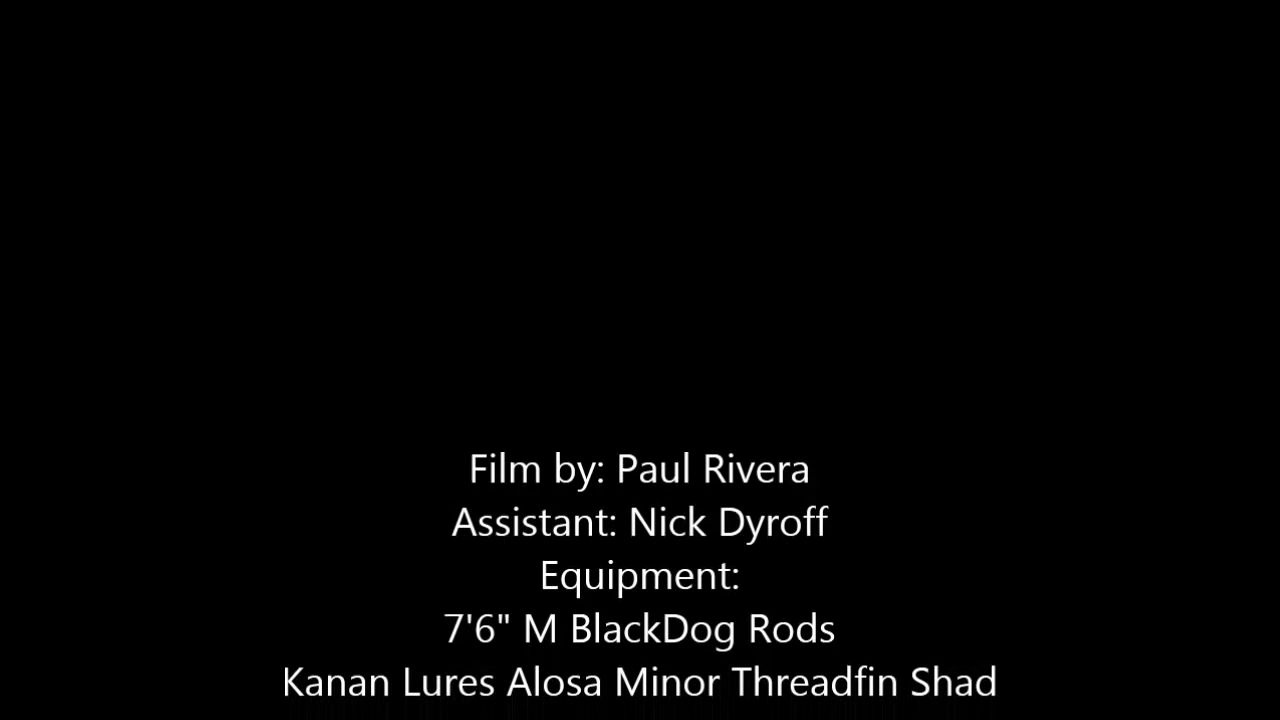 Film by: Paul Rivera
Assistant: Nick Dyroff
Equipment:
7'6" M BlackDog Rods
Kanan Lures Alosa Minor Threadfin Shad